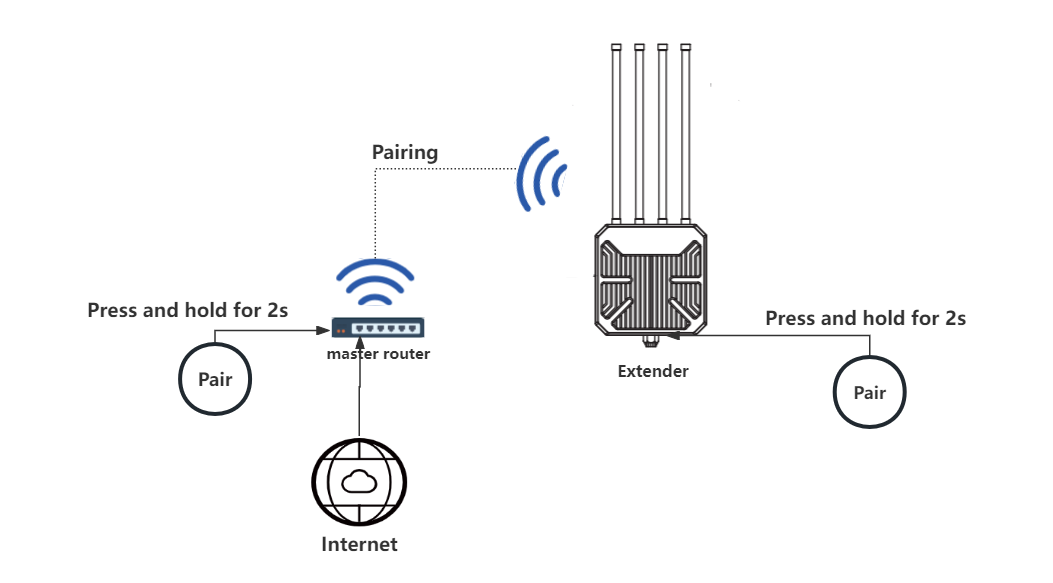 Pairing
Press and hold for 2s
Pair
master router
Internet
Extender
Press and hold for 2s
Pair